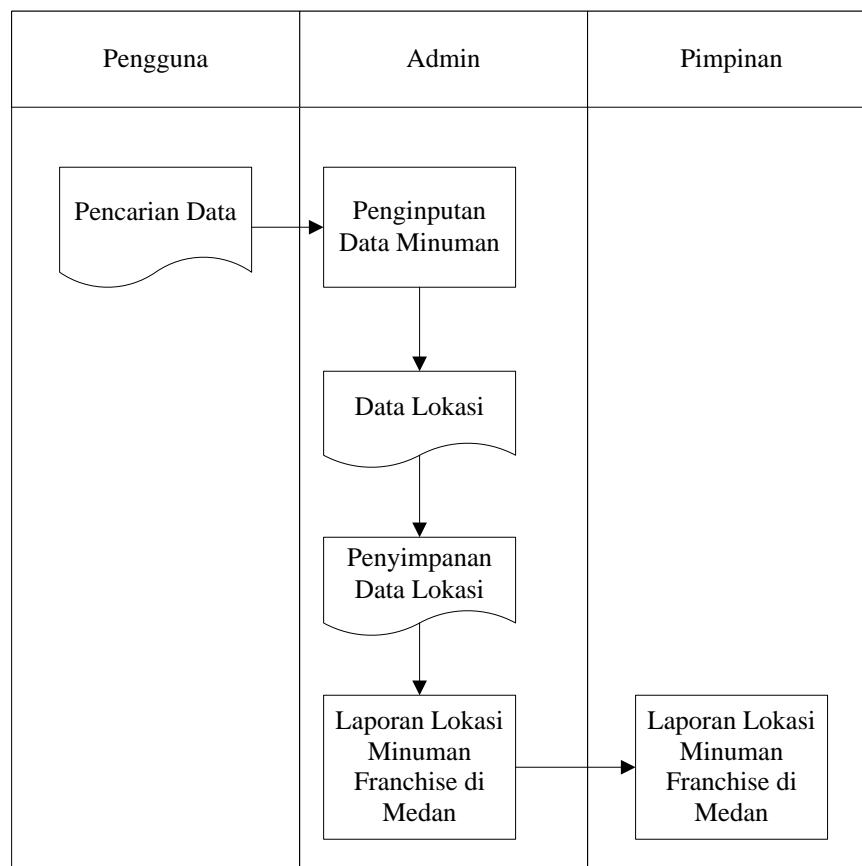 Pengguna
Admin
Pimpinan
Pencarian Data
Penginputan
Data Minuman
Data Lokasi
Penyimpanan
Data Lokasi
Laporan Lokasi
Minuman
Franchise di
Medan
Laporan Lokasi
Minuman
Franchise di
Medan